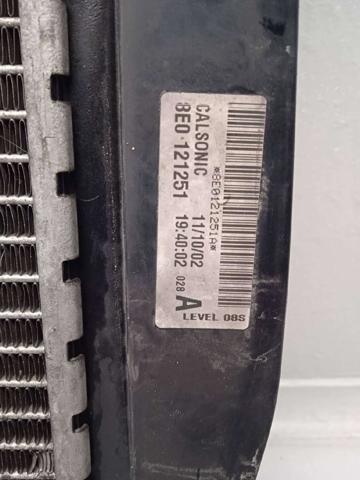 CALSONIC 11/10/02
8E0 121251 19:40:02
*8E0121251A*
028 A
LEVEL 08S